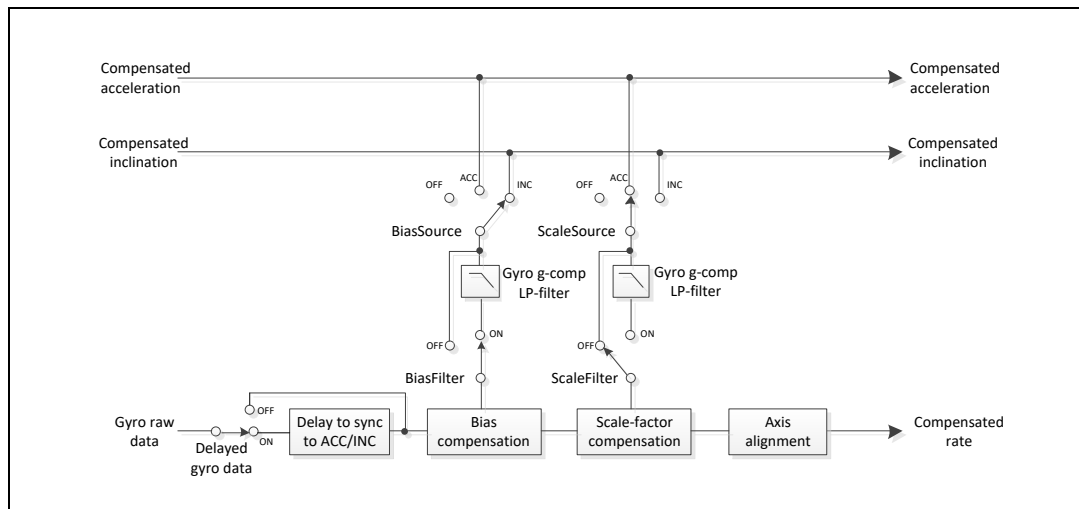 Compensated
acceleration
Compensated
acceleration
Compensated
inclination
Compensated
inclination
OFF
ACC
INC
OFF
ACC
INC
BiasSource
ScaleSource
Gyro g-comp
LP-filter
Gyro g-comp
LP-filter
OFF
ON
OFF
ON
BiasFilter
ScaleFilter
Gyro raw
data
OFF
ON
Delayed
gyro data
Delay to sync
to ACC/INC
Bias
compensation
Scale-factor
compensation
Axis
alignment
Compensated
rate